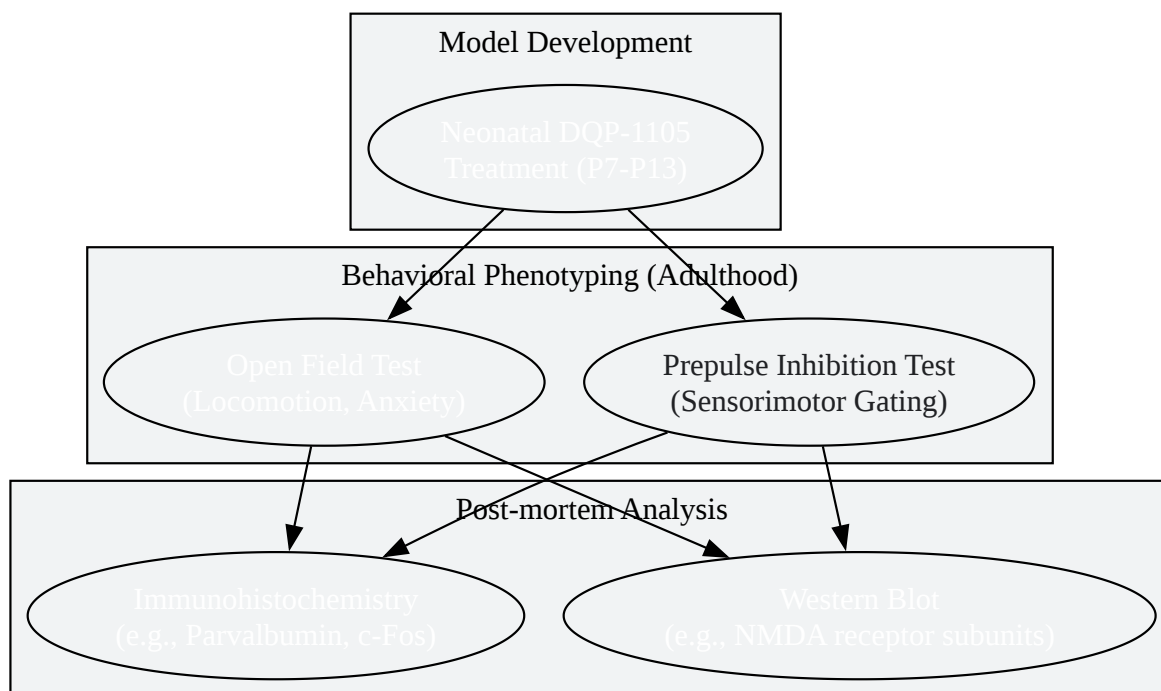 Model Development
Neonatal DQP-1105
Treatment (P7-P13)
Behavioral Phenotyping (Adulthood)
Open Field Test
(Locomotion, Anxiety)
Prepulse Inhibition Test
(Sensorimotor Gating)
Post-mortem Analysis
Immunohistochemistry
(e.g., Parvalbumin, c-Fos)
Western Blot
(e.g., NMDA receptor subunits)